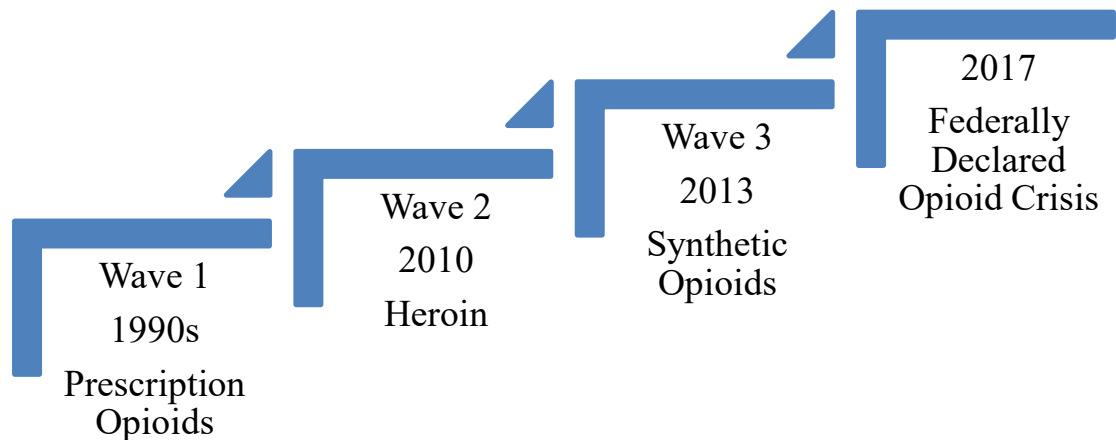 Wave 1
1990s
Prescription
Opioids
Wave 2
2010
Heroin
Wave 3
2013
Synthetic
Opioids
2017
Federally
Declared
Opioid Crisis